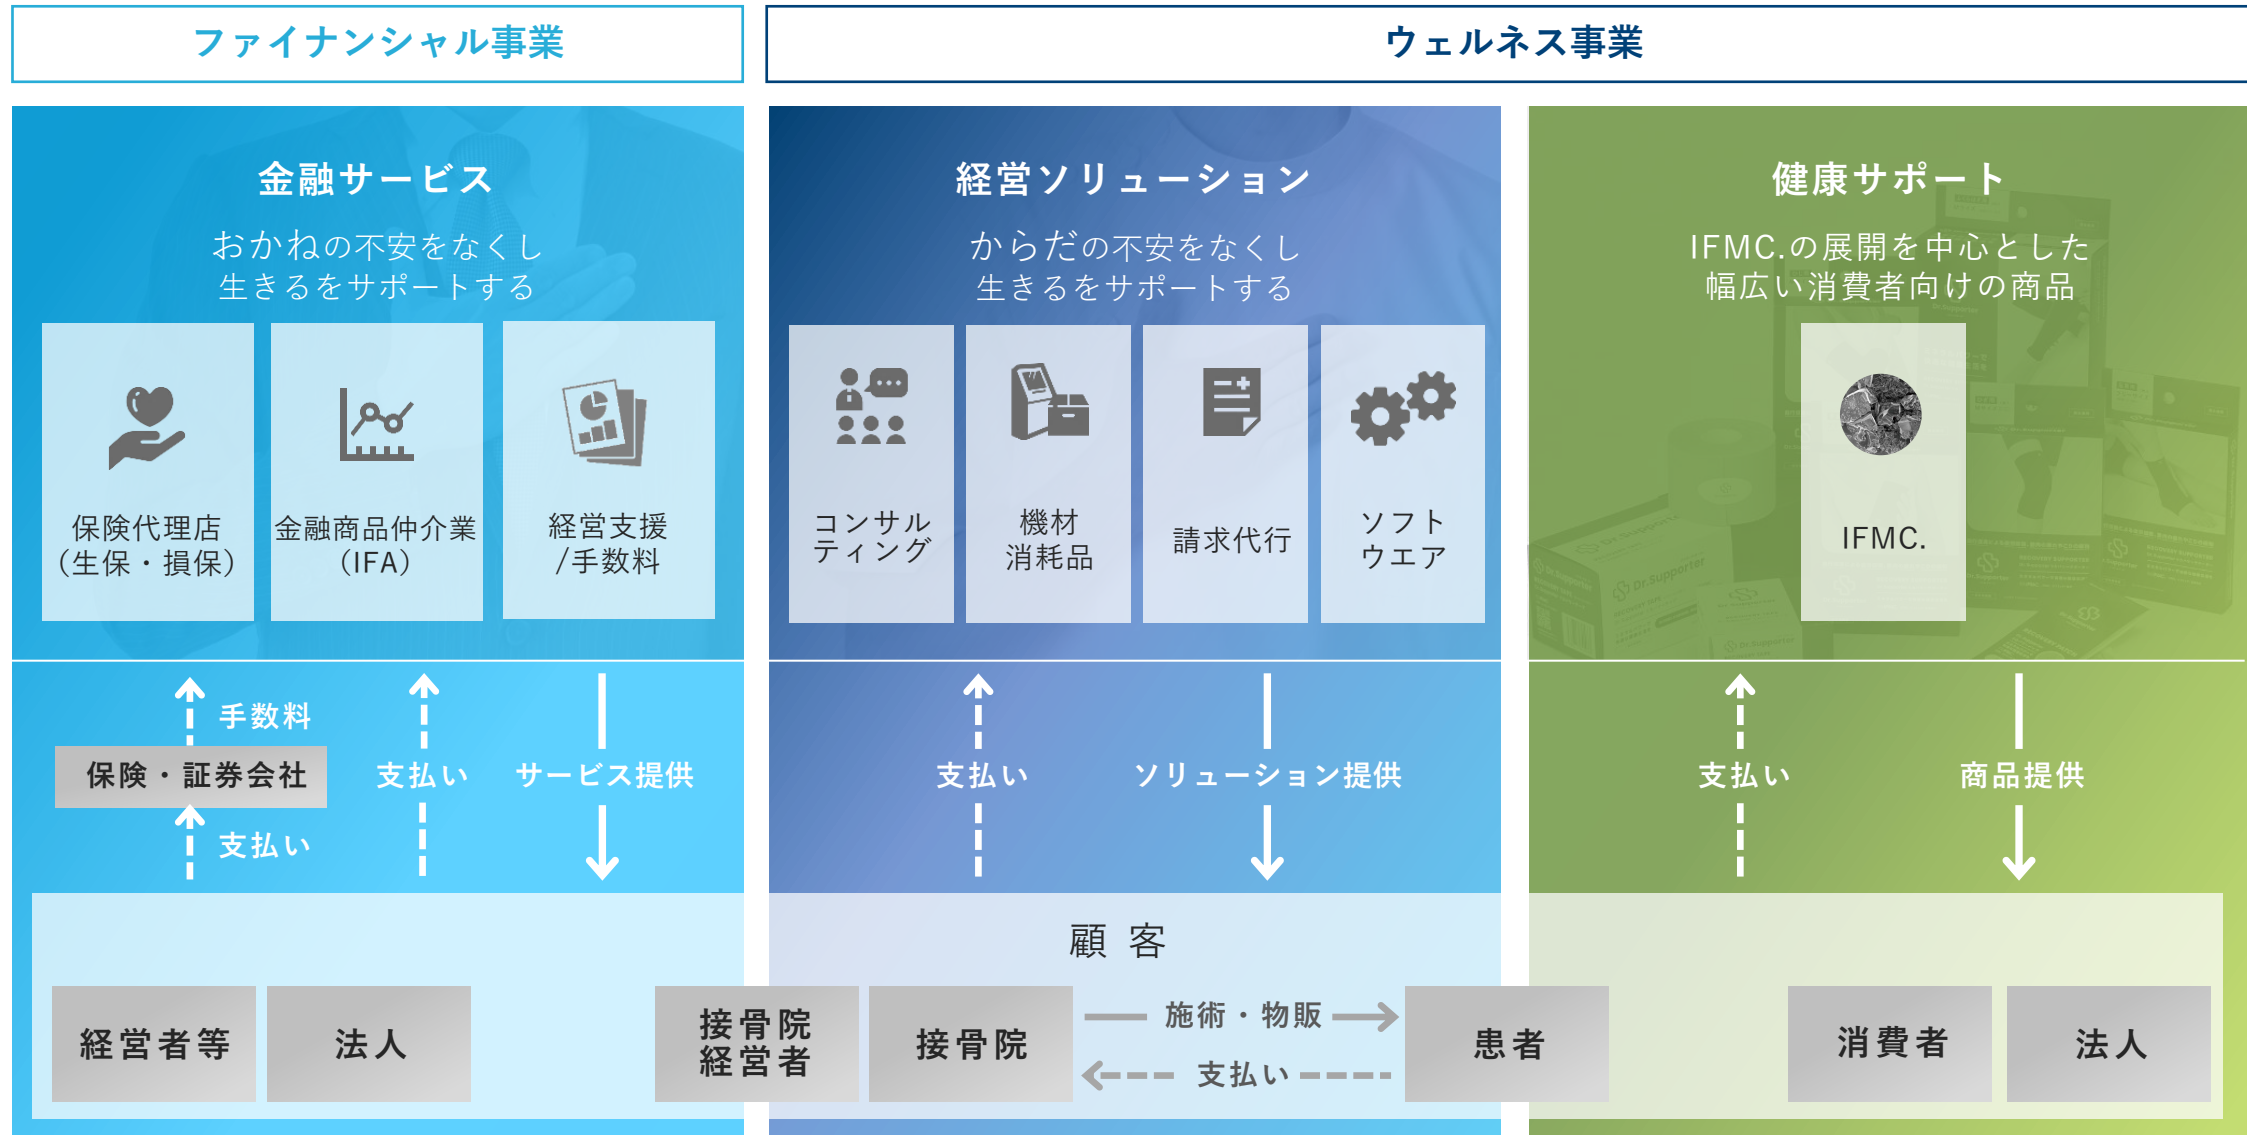 ファイナンシャル事業
ウェルネス事業
金融サービス
おかねの不安をなくし
生きるをサポートする
保険代理店
（生保・損保）
金融商品仲介業
（IFA）
経営支援
/手数料
経営ソリューション
からだの不安をなくし
生きるをサポートする
コンサル
ティング
機材
消耗品
請求代行
ソフト
ウエア
健康サポート
IFMC.の展開を中心とした
幅広い消費者向けの商品
IFMC.
Dr.Supporter
手数料
保険・証券会社
支払い
支払い
サービス提供
支払い
ソリューション提供
支払い
商品提供
顧客
経営者等
法人
接骨院
経営者
接骨院
施術・物販
支払い
患者
消費者
法人